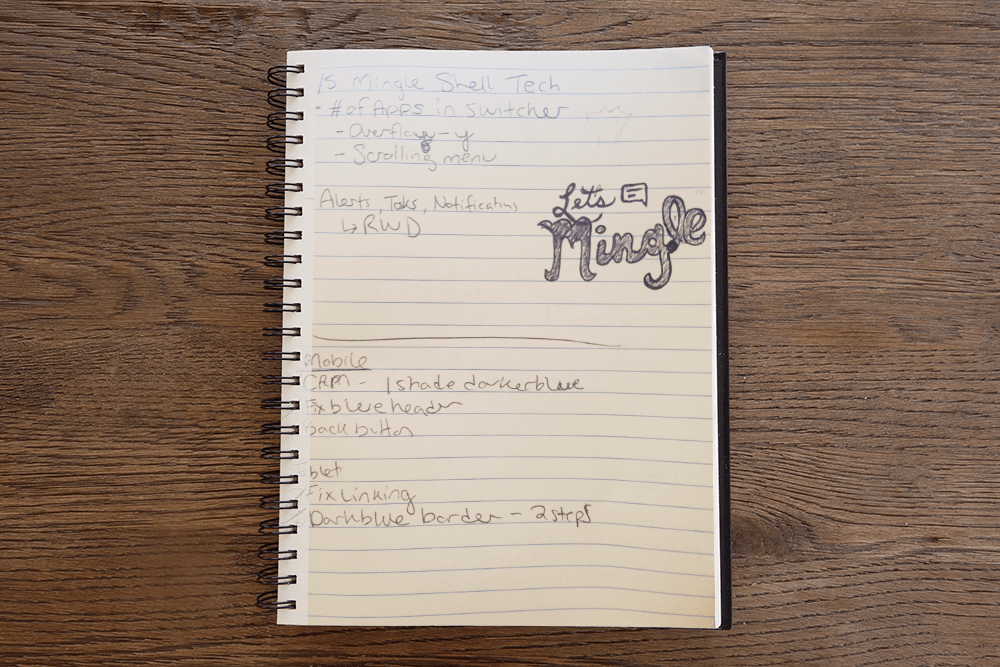 15 Mingle Shell Tech
· # of Apps in switcher
- Overflow-y
- Scrolling menu
Alerts, Tasks, Notifications
↳ RWD
Let's
Mingle
Mobile
CRM - 1 shade darker blue
Fix blue header
back button
blet
Fix Linking
Dark blue border - 2 steps